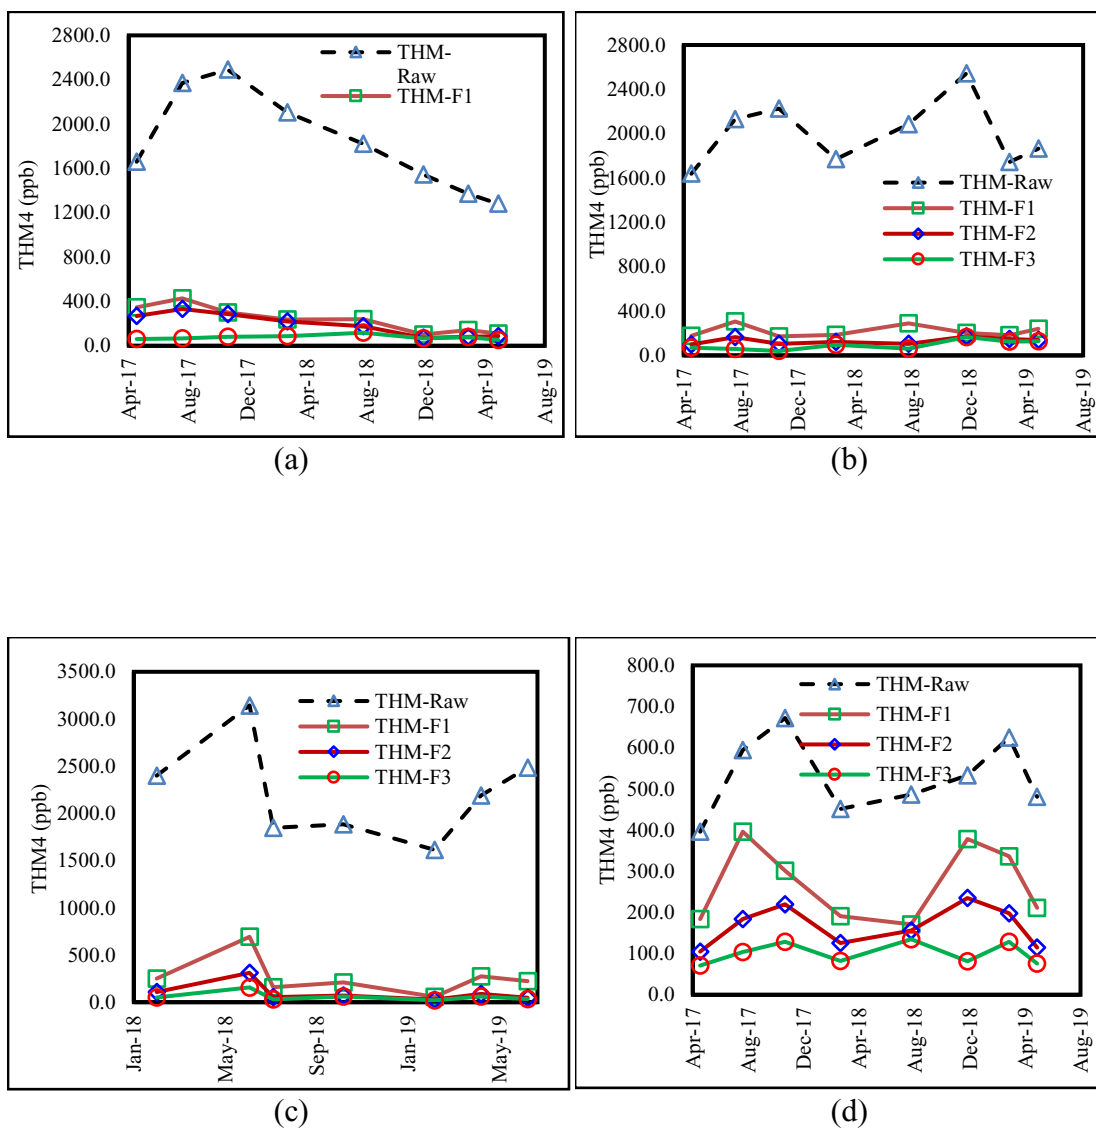 2800.0
2400.0
2000.0
1600.0
1200.0
800.0
400.0
0.0
THM4 (ppb)
THM-
Raw
THM-F1
Apr-17
Aug-17
Dec-17
Apr-18
Aug-18
Dec-18
Apr-19
Aug-19
(a)
2800.0
2400.0
2000.0
1600.0
1200.0
800.0
400.0
0.0
THM4 (ppb)
THM-Raw
THM-F1
THM-F2
THM-F3
Apr-17
Aug-17
Dec-17
Apr-18
Aug-18
Dec-18
Apr-19
Aug-19
(b)
3500.0
3000.0
2500.0
2000.0
1500.0
1000.0
500.0
0.0
THM4 (ppb)
THM-Raw
THM-F1
THM-F2
THM-F3
Jan-18
May-18
Sep-18
Jan-19
May-19
(c)
800.0
700.0
600.0
500.0
400.0
300.0
200.0
100.0
0.0
THM4 (ppb)
THM-Raw
THM-F1
THM-F2
THM-F3
Apr-17
Aug-17
Dec-17
Apr-18
Aug-18
Dec-18
Apr-19
Aug-19
(d)